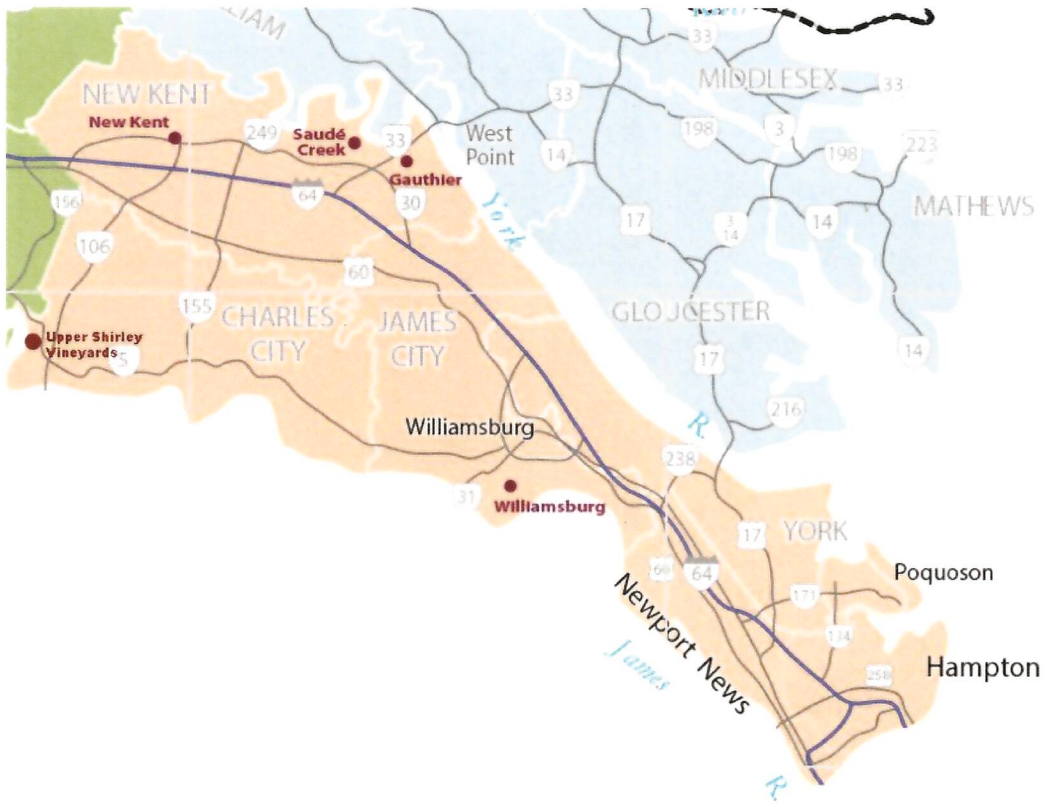 LLIAM
33
MIDDLESEX
33
NEW KENT
New Kent
249
Saudé
Creek
33
West
Point
33
198
3
198
223
14
Gauthier
64
30
156
York
17
3
14
14
MATHEWS
106
60
155
CHARLES
CITY
JAMES
CITY
GLOUCESTER
Upper Shirley
Vineyards
5
17
14
216
Williamsburg
R.
238
31
Williamsburg
17
YORK
60
64
Poquoson
171
134
Newport News
James
258
Hampton
R.